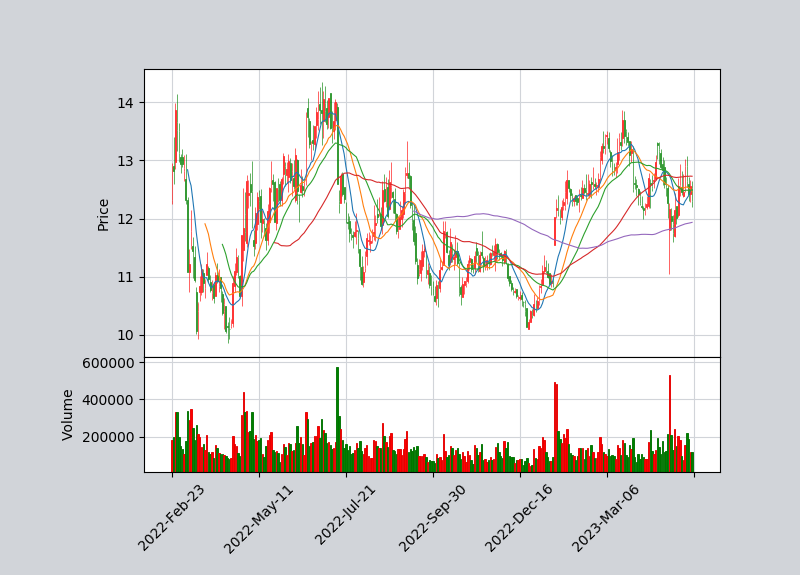 14
13
12
11
10
Price
600000
400000
200000
Volume
2022-Feb-23
2022-May-11
2022-Jul-21
2022-Sep-30
2022-Dec-16
2023-Mar-06